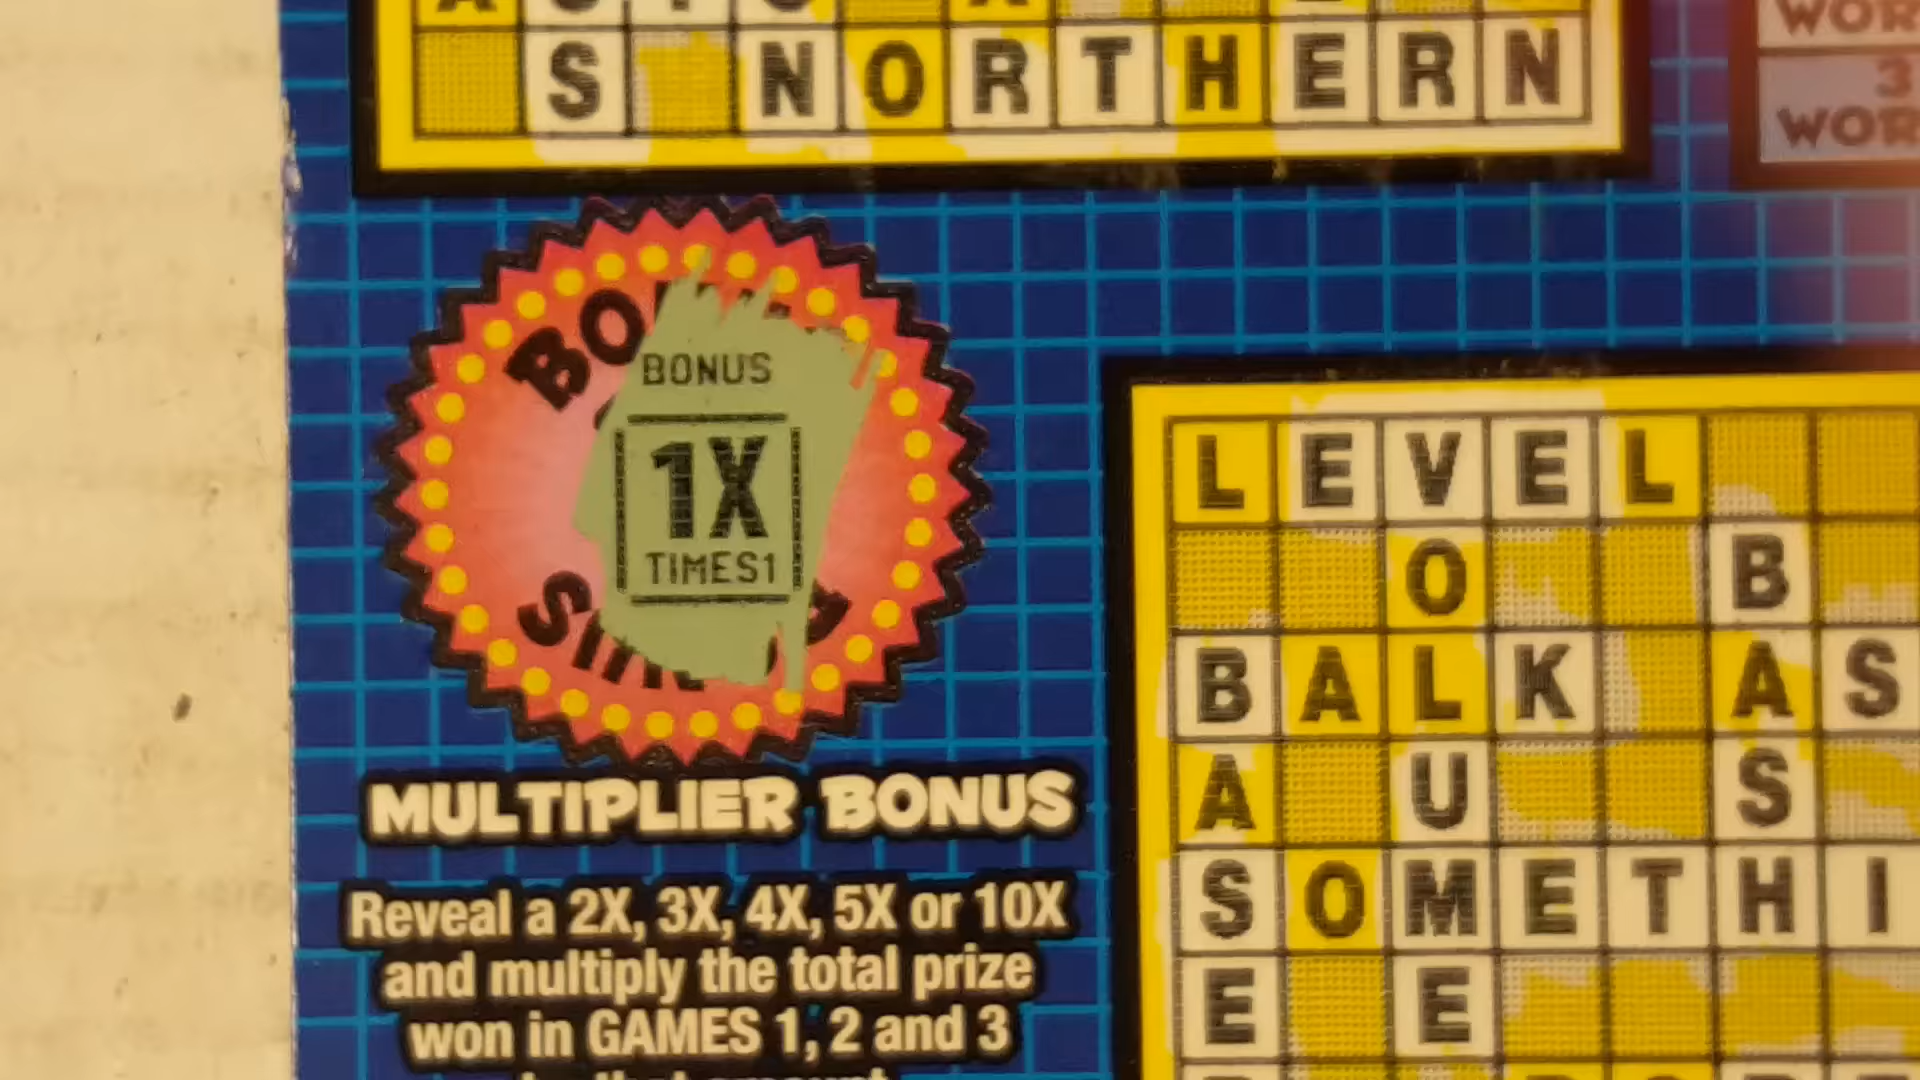 S NORTHERN
3
BONUS
1X
TIMES1
MULTIPLIER BONUS
Reveal a 2X, 3X, 4X, 5X or 10X
and multiply the total prize
won in GAMES 1, 2 and 3
LEVEL
O B
BALK AS
A U S
SOMETHI
E E